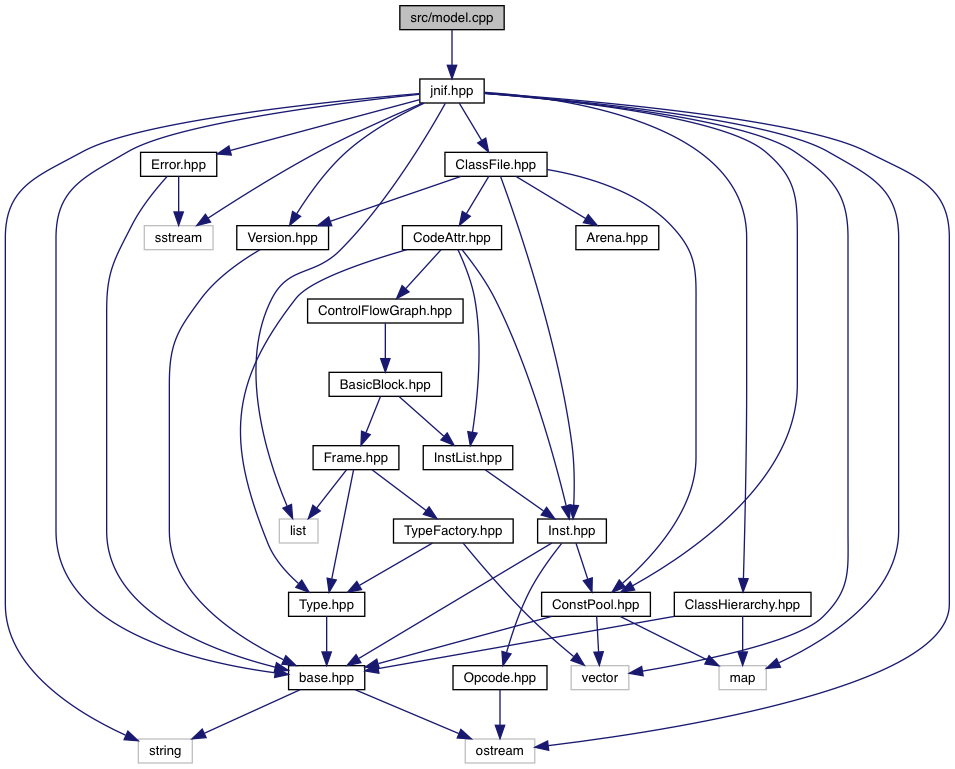 src/model.cpp
jnif.hpp
Error.hpp
ClassFile.hpp
sstream
Version.hpp
CodeAttr.hpp
Arena.hpp
ControlFlowGraph.hpp
BasicBlock.hpp
Frame.hpp
InstList.hpp
list
TypeFactory.hpp
Inst.hpp
Type.hpp
ConstPool.hpp
ClassHierarchy.hpp
base.hpp
Opcode.hpp
vector
map
string
ostream